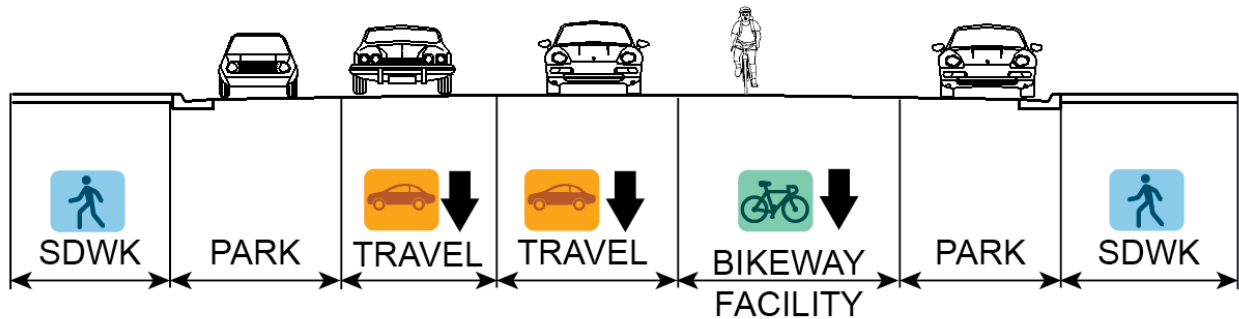 SDWK
PARK
TRAVEL
TRAVEL
BIKEWAY
FACILITY
PARK
SDWK